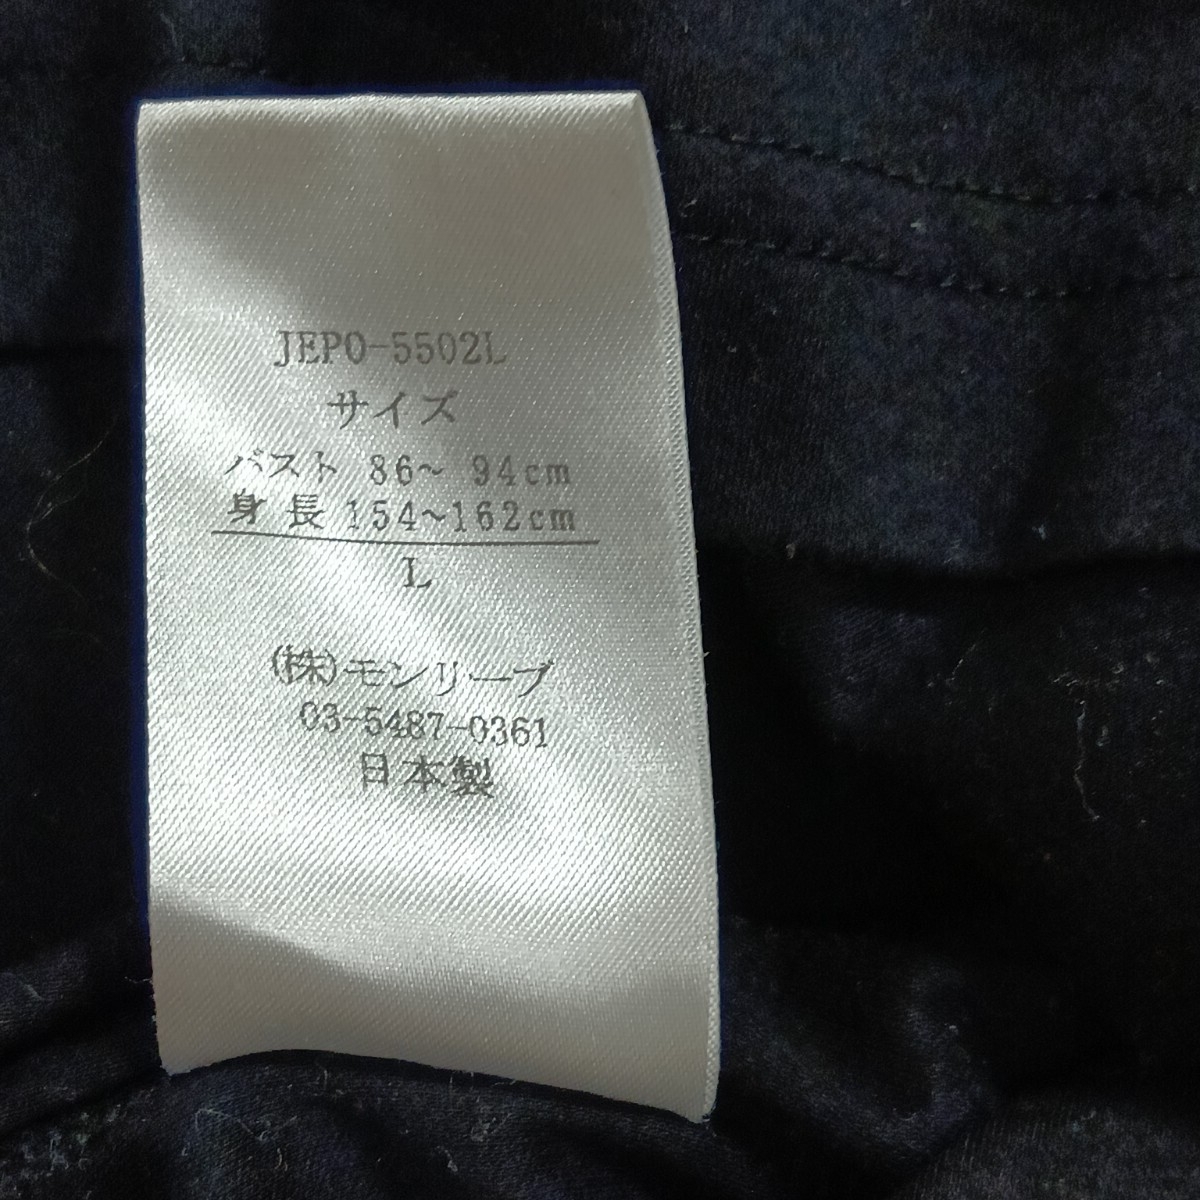 JEPO-5502L
サイズ
バスト 86~ 94cm
身 長 154~162cm
L
(株)モンリーブ
03-5487-0361
日本製